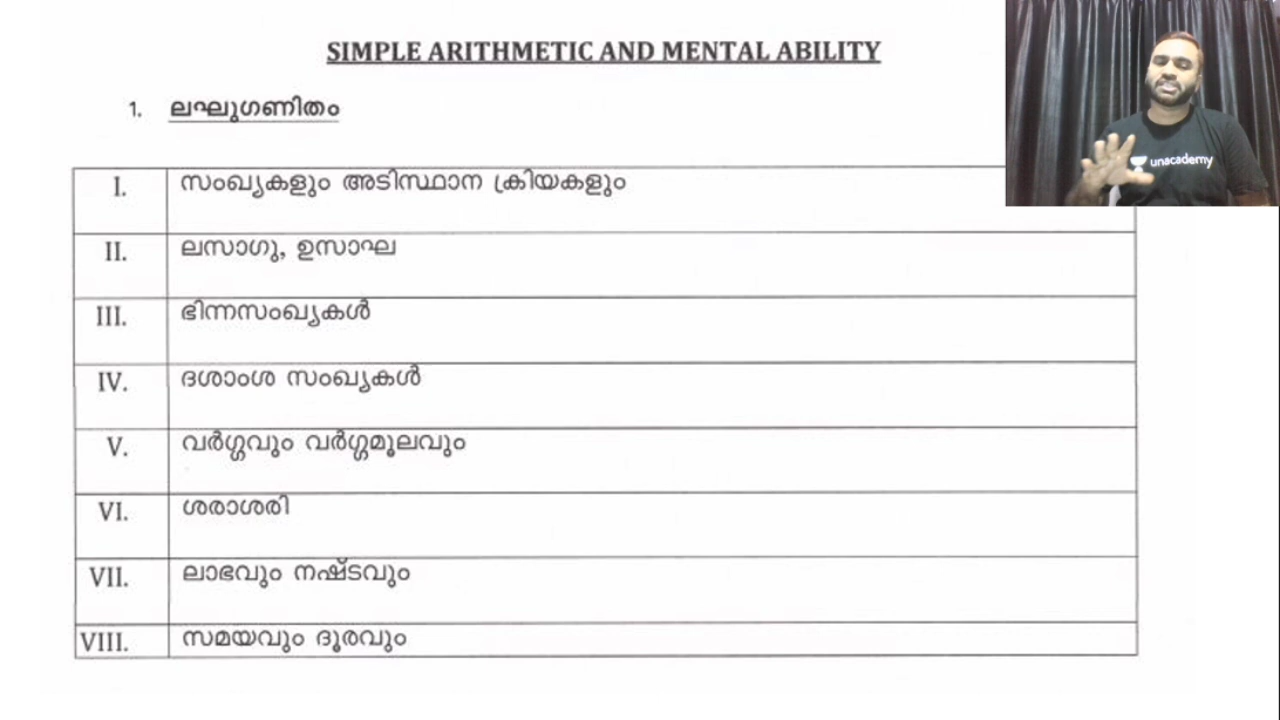 SIMPLE ARITHMETIC AND MENTAL ABILITY
1. ലഘുഗണിതം
I. സംഖ്യകളും അടിസ്ഥാന ക്രിയകളും
II. ലസാഗു, ഉസാഘ
III. ഭിന്നസംഖ്യകൾ
IV. ദശാംശ സംഖ്യകൾ
V. വർഗ്ഗവും വർഗ്ഗമൂലവും
VI. ശരാശരി
VII. ലാഭവും നഷ്ടവും
VIII. സമയവും ദൂരവും
unacademy